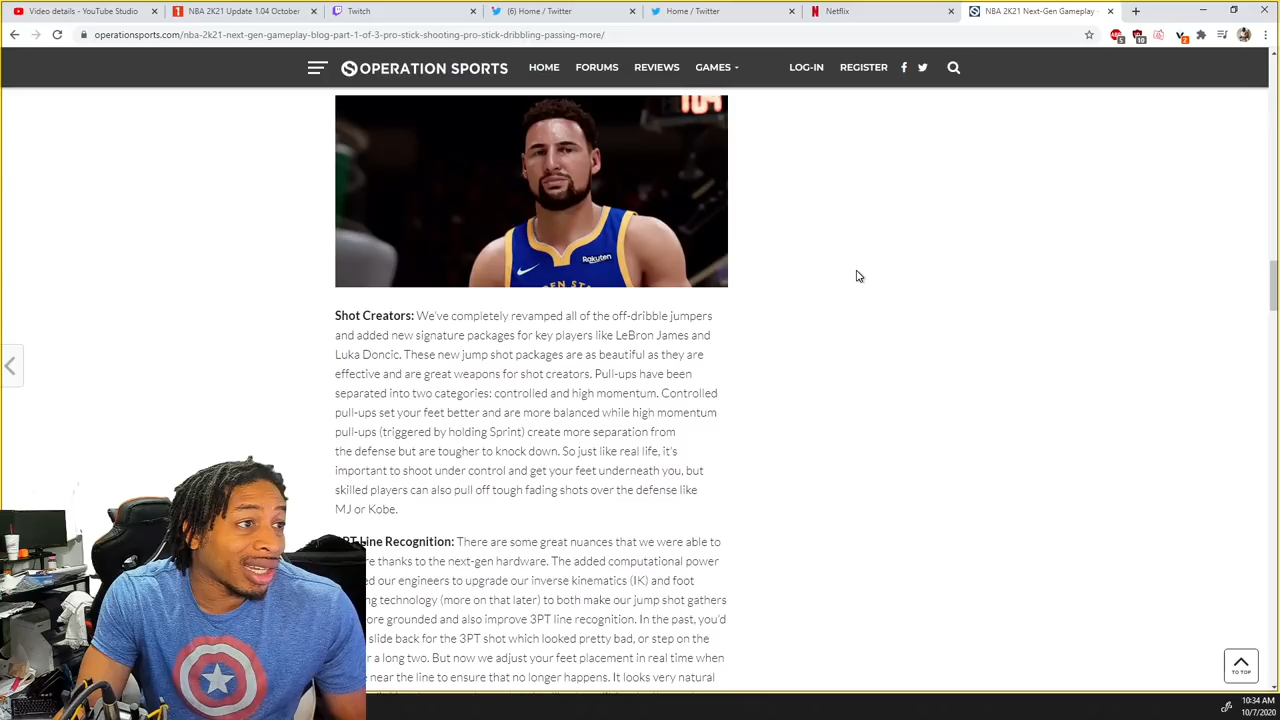 Video details - YouTube Studio
NBA 2K21 Update 1.04 October
Twitch
(6) Home / Twitter
Home / Twitter
Netflix
NBA 2K21 Next-Gen Gameplay -
operationsports.com/nba-2k21-next-gen-gameplay-blog-part-1-of-3-pro-stick-shooting-pro-stick-dribbling-passing-more/
OPERATION SPORTS HOME FORUMS REVIEWS GAMES LOG-IN REGISTER
104
Rakuten
Shot Creators: We've completely revamped all of the off-dribble jumpers
and added new signature packages for key players like LeBron James and
Luka Doncic. These new jump shot packages are as beautiful as they are
effective and are great weapons for shot creators. Pull-ups have been
separated into two categories: controlled and high momentum. Controlled
pull-ups set your feet better and are more balanced while high momentum
pull-ups (triggered by holding Sprint) create more separation from
the defense but are tougher to knock down. So just like real life, it's
important to shoot under control and get your feet underneath you, but
skilled players can also pull off tough fading shots over the defense like
MJ or Kobe.
Line Recognition: There are some great nuances that we were able to
thanks to the next-gen hardware. The added computational power
our engineers to upgrade our inverse kinematics (IK) and foot
technology (more on that later) to both make our jump shot gathers
grounded and also improve 3PT line recognition. In the past, you'd
slide back for the 3PT shot which looked pretty bad, or step on the
a long two. But now we adjust your feet placement in real time when
near the line to ensure that no longer happens. It looks very natural
TO TOP
10:34 AM
10/7/2020